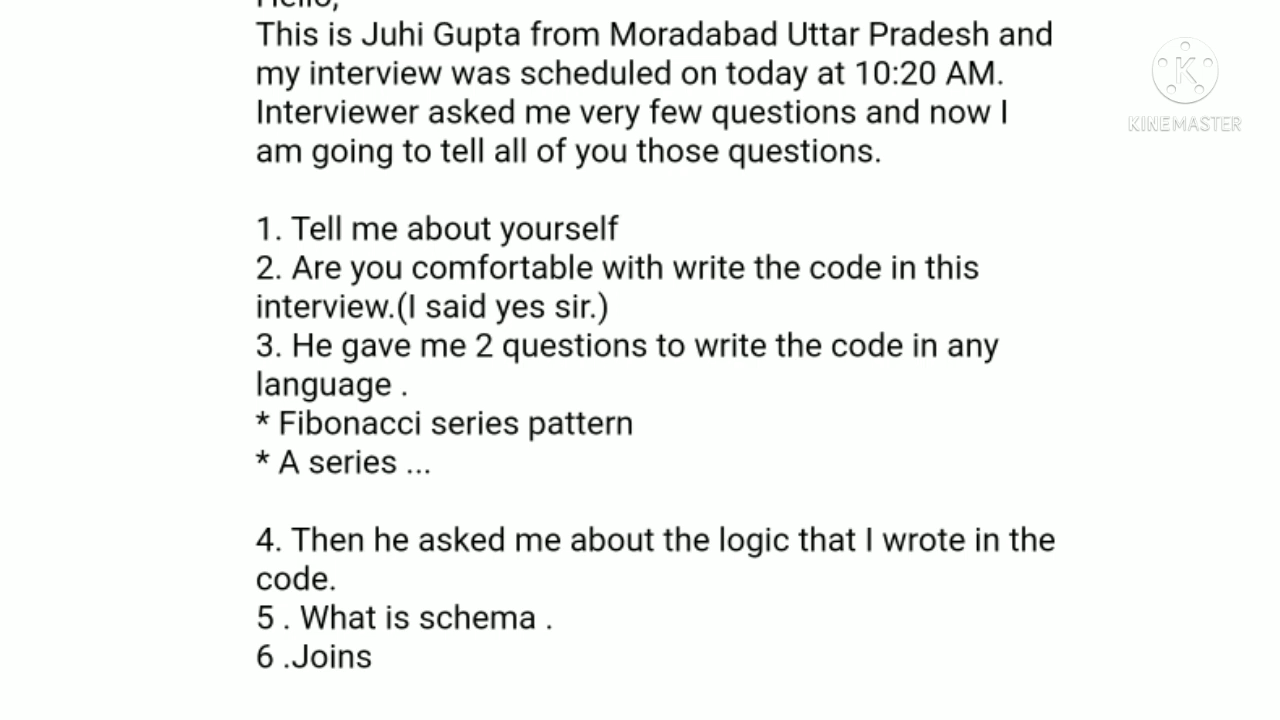 Hello,
This is Juhi Gupta from Moradabad Uttar Pradesh and
my interview was scheduled on today at 10:20 AM.
Interviewer asked me very few questions and now I
am going to tell all of you those questions.
1. Tell me about yourself
2. Are you comfortable with write the code in this
interview.(I said yes sir.)
3. He gave me 2 questions to write the code in any
language .
* Fibonacci series pattern
* A series ...
4. Then he asked me about the logic that I wrote in the
code.
5 . What is schema .
6 .Joins
K
KINEMASTER